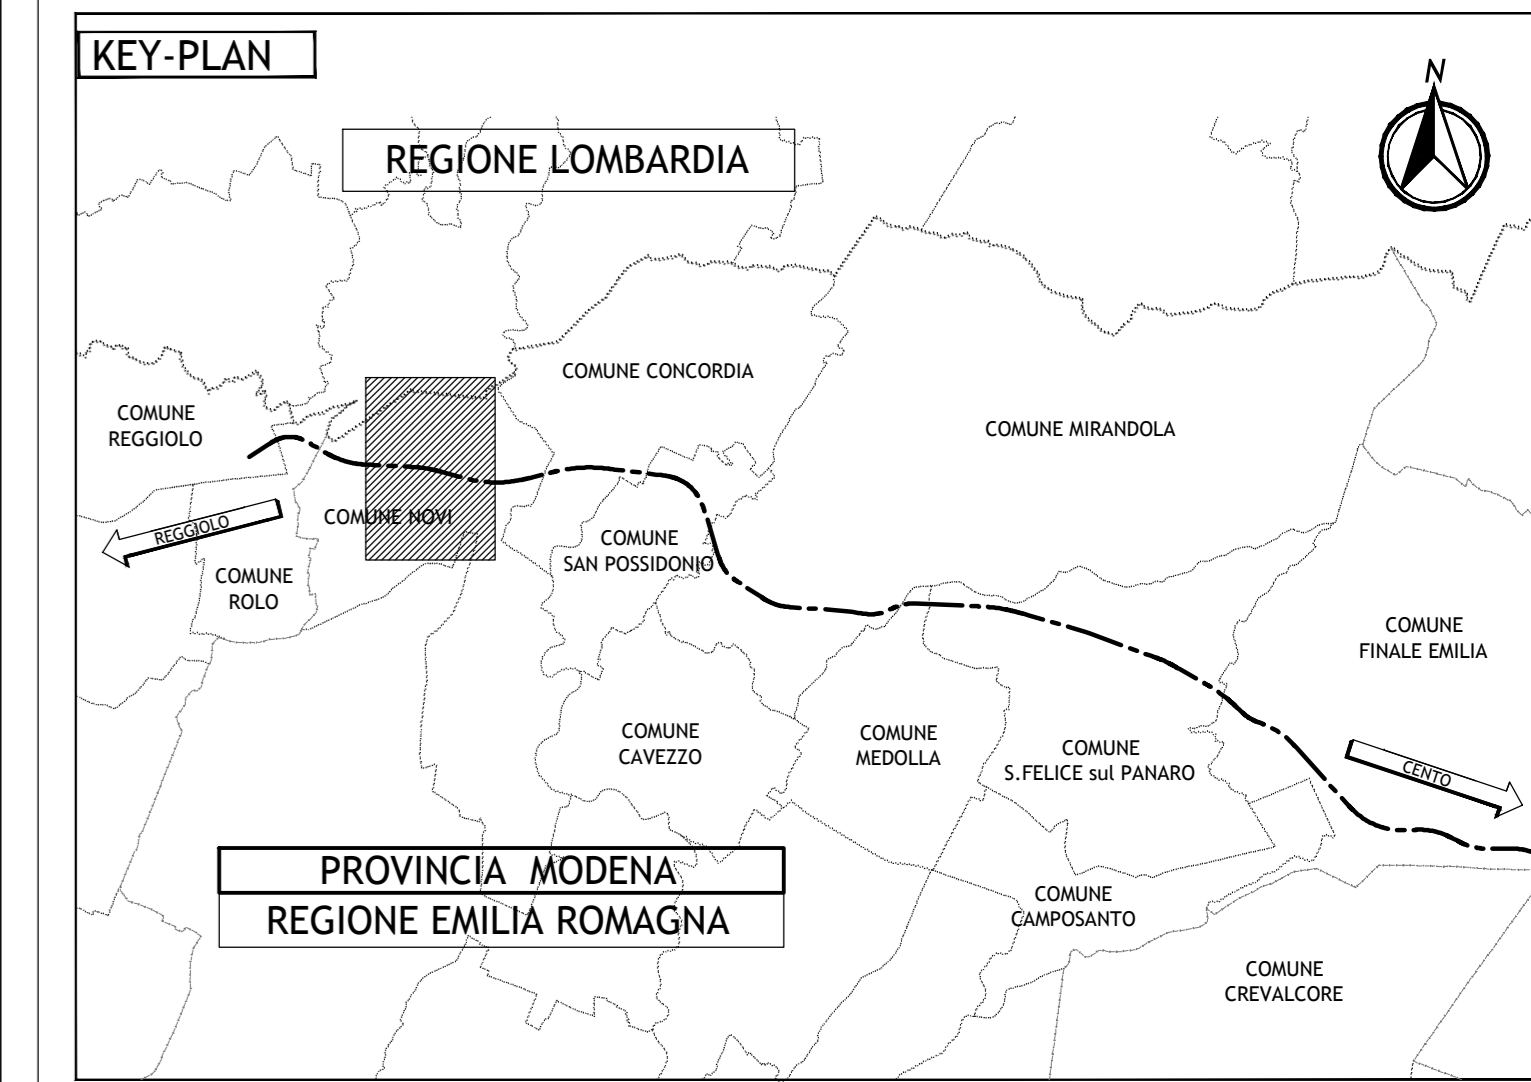 KEY-PLAN
N
REGIONE LOMBARDIA
COMUNE CONCORDIA
COMUNE
REGGIOLO
COMUNE MIRANDOLA
COMUNE NOVI
REGGIOLO
COMUNE
SAN POSSIDONIO
COMUNE
ROLO
COMUNE
FINALE EMILIA
COMUNE
CAVEZZO
COMUNE
MEDOLLA
COMUNE
S.FELICE sul PANARO
CENTO
PROVINCIA MODENA
REGIONE EMILIA ROMAGNA
COMUNE
CAMPOSANTO
COMUNE
CREVALCORE